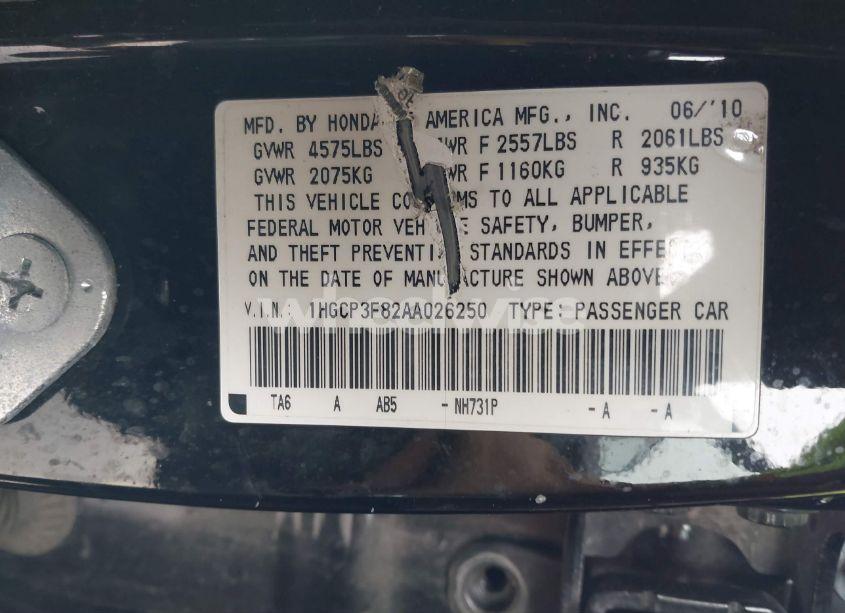 MFD. BY HONDA AMERICA MFG., INC. 06/'10
GVWR 4575LBS WR F 2557LBS R 2061LBS
GVWR 2075KG WR F 1160KG R 935KG
THIS VEHICLE CO MS TO ALL APPLICABLE
FEDERAL MOTOR VEH E SAFETY, BUMPER,
AND THEFT PREVENTI STANDARDS IN EFFEC
ON THE DATE OF MANU ACTURE SHOWN ABOVE
V.I.N.: 1HGCP3F82AA026250 TYPE: PASSENGER CAR
wheelwise
TA6 A AB5 - NH731P - A - A